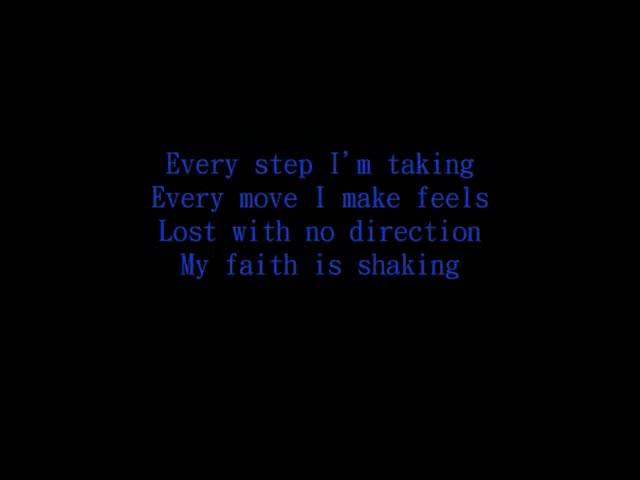 Every step I'm taking
Every move I make feels
Lost with no direction
My faith is shaking